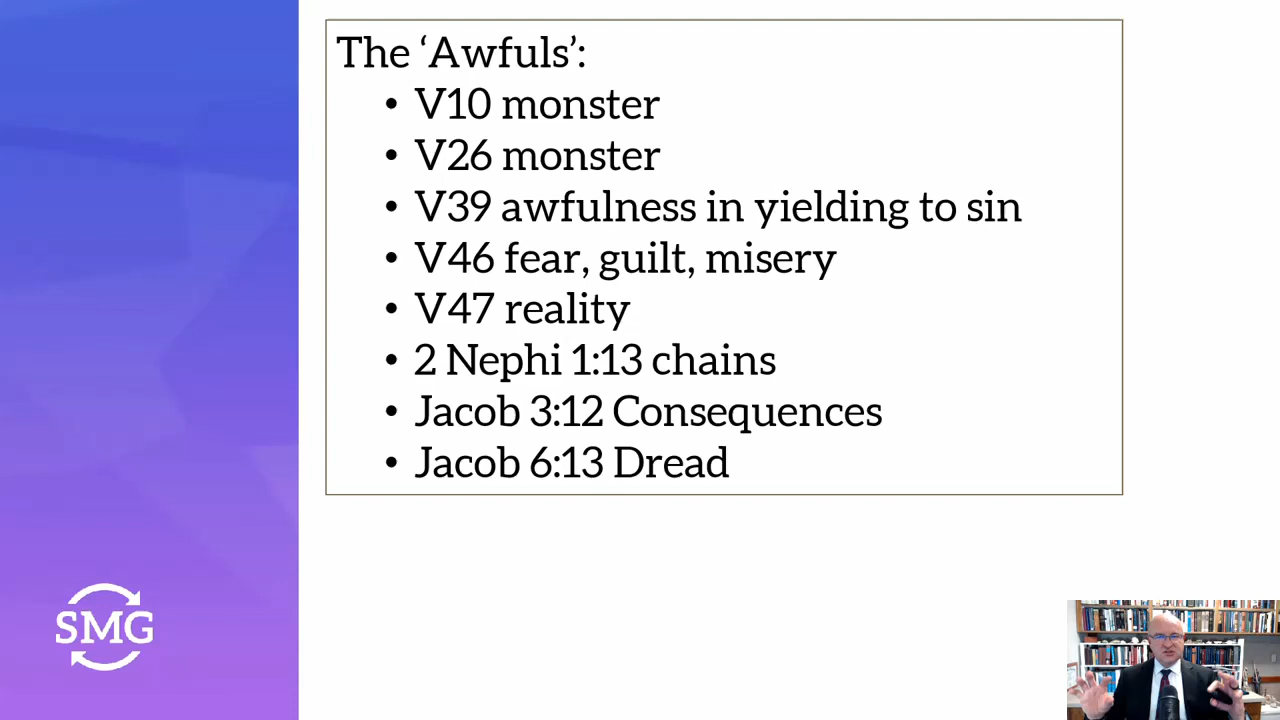 The ‘Awfuls’:
• V10 monster
• V26 monster
• V39 awfulness in yielding to sin
• V46 fear, guilt, misery
• V47 reality
• 2 Nephi 1:13 chains
• Jacob 3:12 Consequences
• Jacob 6:13 Dread
SMG